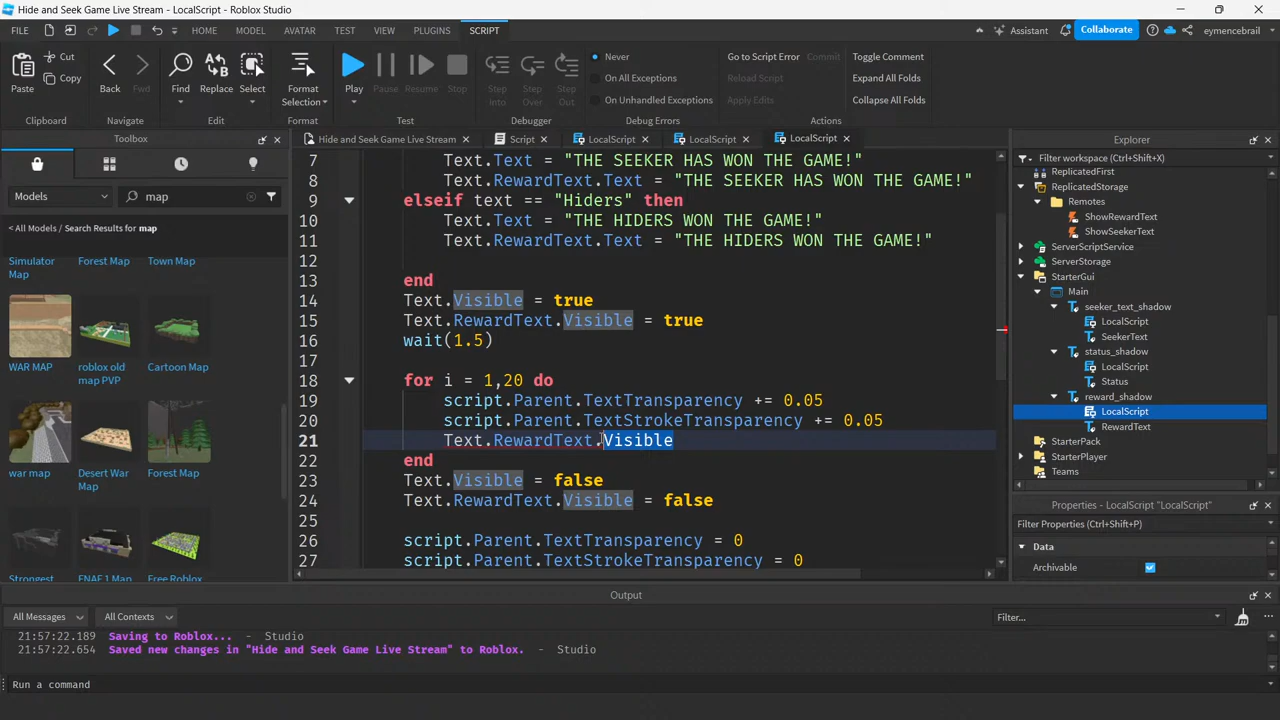 Hide and Seek Game Live Stream - LocalScript - Roblox Studio
FILE HOME MODEL AVATAR TEST VIEW PLUGINS SCRIPT Assistant Collaborate eymencebrail
Paste
Cut
Copy
Clipboard
Back
Fwd
Navigate
Find
Replace
Select
Edit
Format
Selection
Format
Play
Pause
Resume
Stop
Test
Step
Into
Step
Over
Step
Out
Debugger
Never
On All Exceptions
On Unhandled Exceptions
Debug Errors
Go to Script Error
Commit
Reload Script
Apply Edits
Toggle Comment
Expand All Folds
Collapse All Folds
Actions
Toolbox
Models
map
< All Models / Search Results for map
Simulator
Map
Forest Map
Town Map
WAR MAP
roblox old
map PVP
Cartoon Map
war map
Desert War
Map
Forest Map
Strongest
FNAF 1 Map
Free Roblox
Hide and Seek Game Live Stream
Script
LocalScript
LocalScript
LocalScript
7 Text.Text = "THE SEEKER HAS WON THE GAME!"
8 Text.RewardText.Text = "THE SEEKER HAS WON THE GAME!"
9 elseif text == "Hiders" then
10 Text.Text = "THE HIDERS WON THE GAME!"
11 Text.RewardText.Text = "THE HIDERS WON THE GAME!"
12
13 end
14 Text.Visible = true
15 Text.RewardText.Visible = true
16 wait(1.5)
17
18 for i = 1,20 do
19 script.Parent.TextTransparency += 0.05
20 script.Parent.TextStrokeTransparency += 0.05
21 Text.RewardText.Visible
22 end
23 Text.Visible = false
24 Text.RewardText.Visible = false
25
26 script.Parent.TextTransparency = 0
27 script.Parent.TextStrokeTransparency = 0
Explorer
Filter workspace (Ctrl+Shift+X)
ReplicatedFirst
ReplicatedStorage
Remotes
ShowRewardText
ShowSeekerText
ServerScriptService
ServerStorage
StarterGui
Main
seeker_text_shadow
LocalScript
SeekerText
status_shadow
LocalScript
Status
reward_shadow
LocalScript
RewardText
StarterPack
StarterPlayer
Teams
Properties - LocalScript "LocalScript"
Filter Properties (Ctrl+Shift+P)
Data
Archivable
Output
All Messages
All Contexts
Filter...
21:57:22.189 Saving to Roblox... - Studio
21:57:22.654 Saved new changes in "Hide and Seek Game Live Stream" to Roblox. - Studio
Run a command